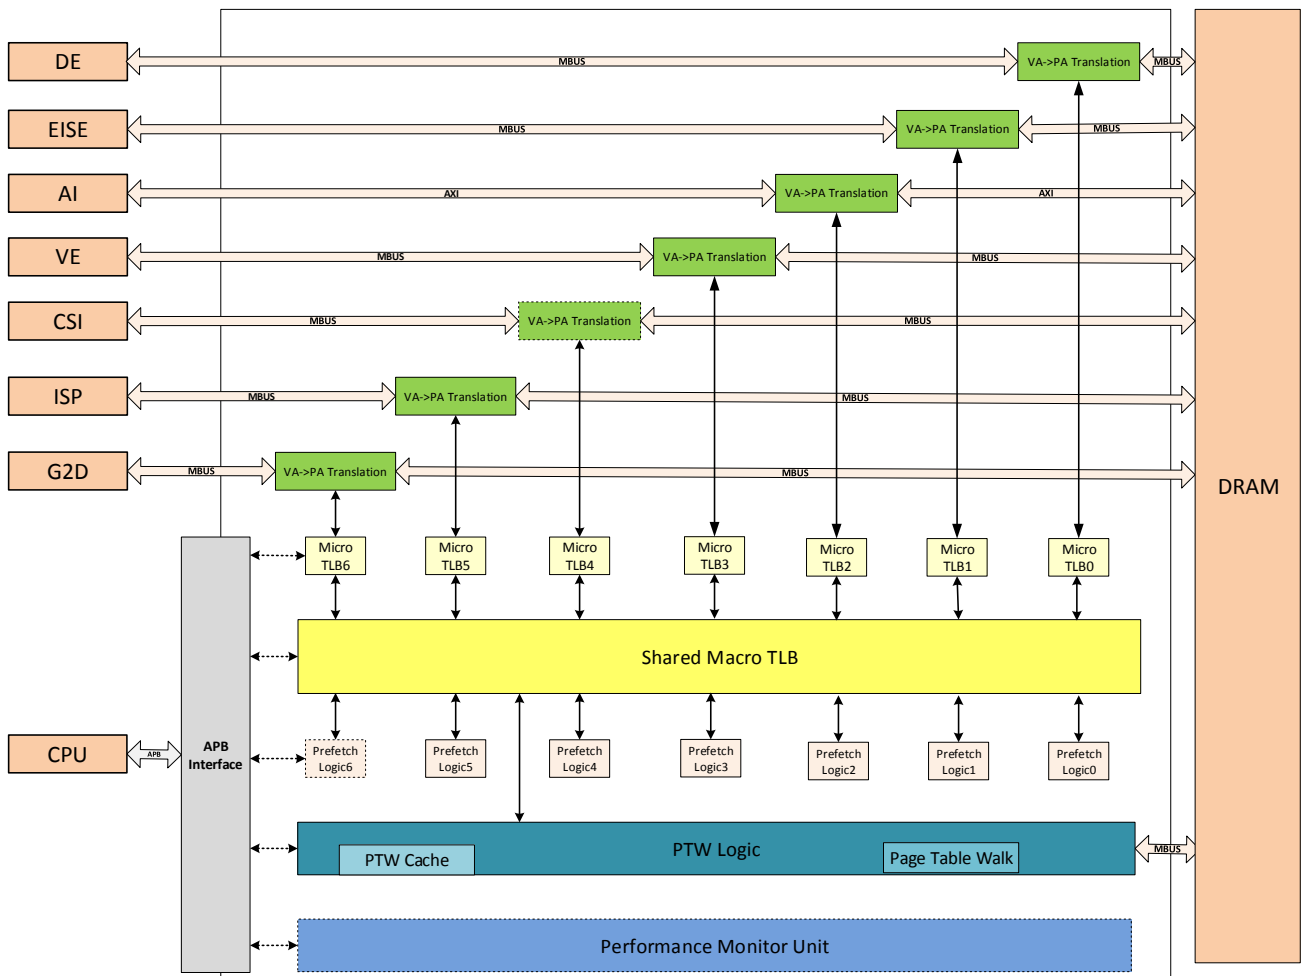 DE
MBUS
VA->PA Translation
MBUS
EISE
MBUS
VA->PA Translation
MBUS
AI
AXI
VA->PA Translation
AXI
VE
MBUS
VA->PA Translation
MBUS
CSI
MBUS
VA->PA Translation
MBUS
ISP
MBUS
VA->PA Translation
MBUS
G2D
MBUS
VA->PA Translation
MBUS
DRAM
Micro
TLB6
Micro
TLB5
Micro
TLB4
Micro
TLB3
Micro
TLB2
Micro
TLB1
Micro
TLB0
Shared Macro TLB
CPU
APB
APB
Interface
Prefetch
Logic6
Prefetch
Logic5
Prefetch
Logic4
Prefetch
Logic3
Prefetch
Logic2
Prefetch
Logic1
Prefetch
Logic0
PTW Cache
PTW Logic
Page Table Walk
MBUS
Performance Monitor Unit